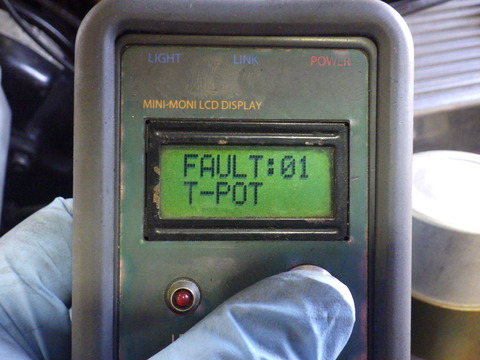 LIGHT LINK POWER
MINI-MONI LCD DISPLAY
FAULT:01
T-POT